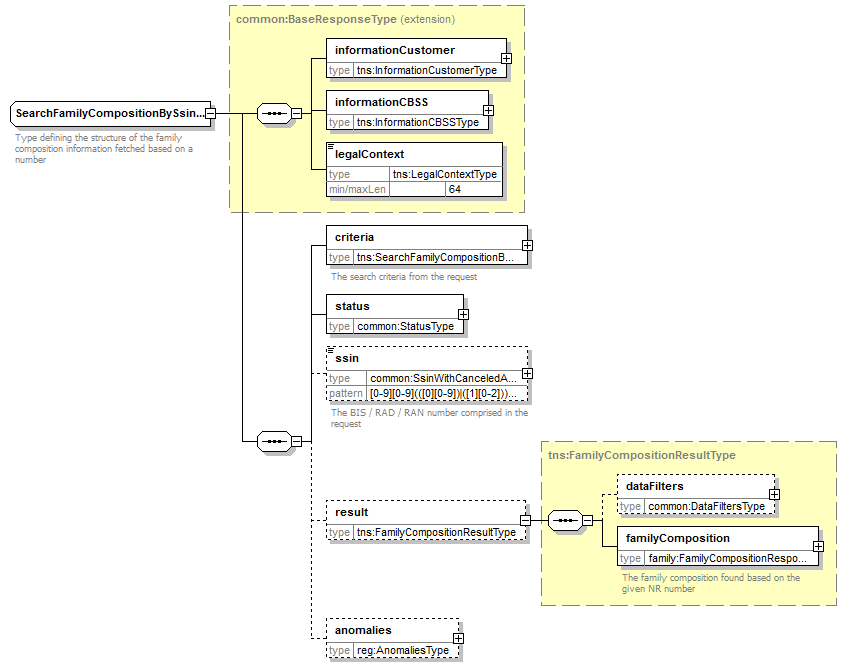 common:BaseResponseType (extension)
informationCustomer
type tns:InformationCustomerType
SearchFamilyCompositionBySsin...
Type defining the structure of the family
composition information fetched based on a
number
informationCBSS
type tns:InformationCBSSType
legalContext
type tns:LegalContextType
min/maxLen 64
criteria
type tns:SearchFamilyCompositionB...
The search criteria from the request
status
type common:StatusType
ssin
type common:SsinWithCanceledA...
pattern [0-9][0-9](([0][0-9])|([1][0-2]))...
The BIS / RAD / RAN number comprised in the
request
result
type tns:FamilyCompositionResultType
tns:FamilyCompositionResultType
dataFilters
type common:DataFiltersType
familyComposition
type family:FamilyCompositionRespo...
The family composition found based on the
given NR number
anomalies
type reg:AnomaliesType